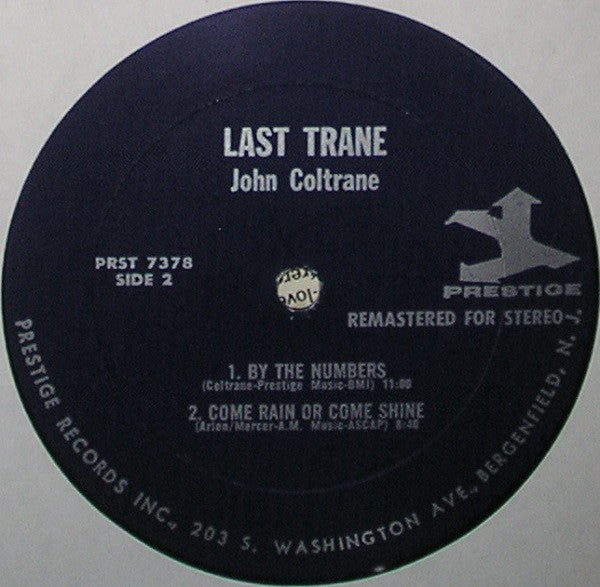 LAST TRANE
John Coltrane
PRST 7378
SIDE 2
PRESTIGE
REMASTERED FOR STEREO
1. BY THE NUMBERS
(Coltrane-Prestige Music-BMI) 11:00
2. COME RAIN OR COME SHINE
(Arlen/Mercer-A.M. Music-ASCAP) 8:40
PRESTIGE RECORDS INC., 203 S. WASHINGTON AVE., BERGENFIELD, N. J.